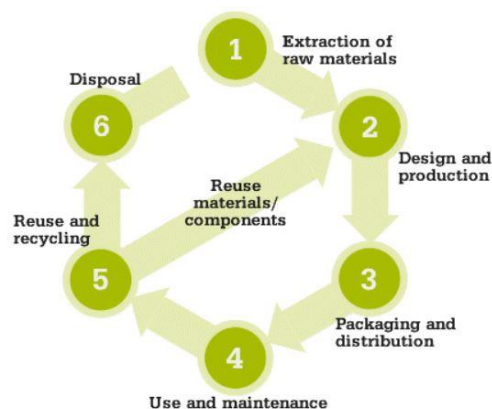 1
Extraction of
raw materials
2
Design and
production
3
Packaging and
distribution
4
Use and maintenance
5
Reuse and
recycling
Reuse
materials/
components
6
Disposal